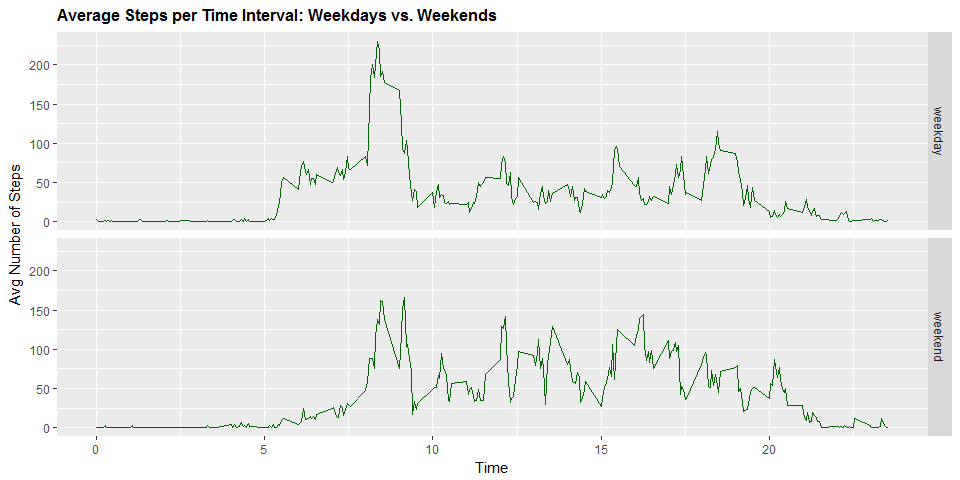 Average Steps per Time Interval: Weekdays vs. Weekends
Avg Number of Steps
200
150
100
50
0
weekday
200
150
100
50
0
weekend
0 5 10 15 20
Time